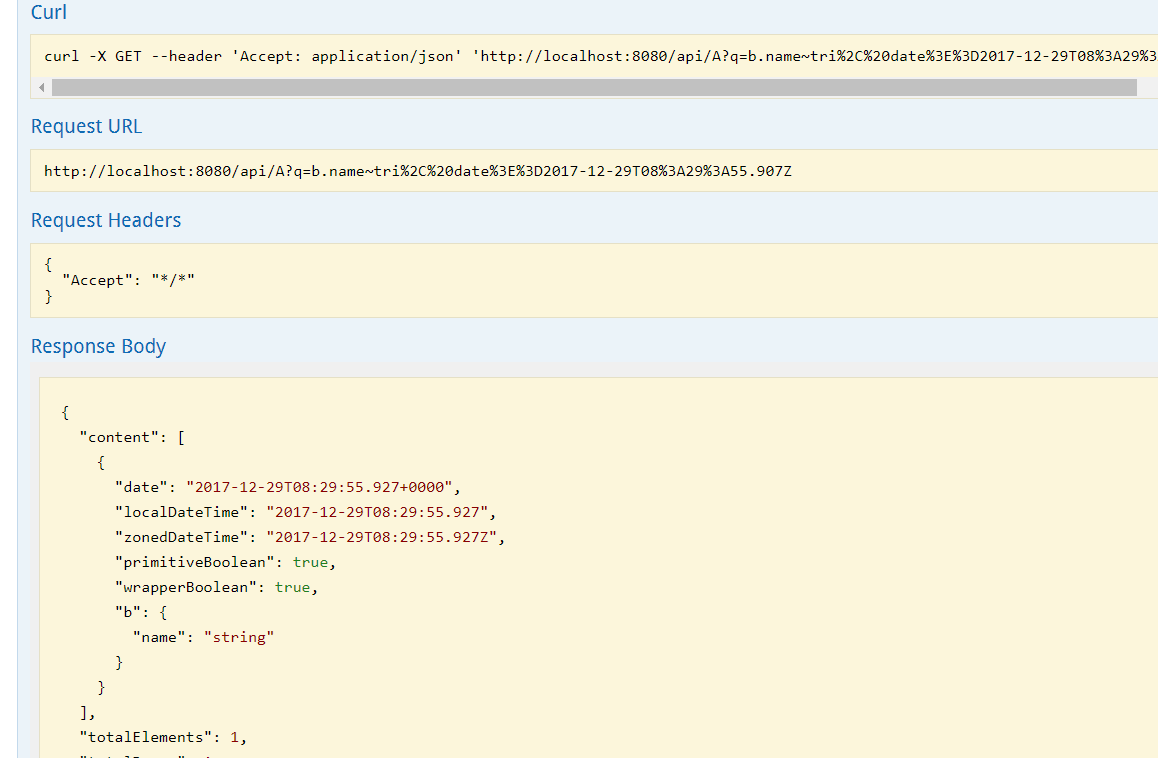 Curl
curl -X GET --header 'Accept: application/json' 'http://localhost:8080/api/A?q=b.name~tri%2C%20date%3E%3D2017-12-29T08%3A29%3
Request URL
http://localhost:8080/api/A?q=b.name~tri%2C%20date%3E%3D2017-12-29T08%3A29%3A55.907Z
Request Headers
{
"Accept": "*/*"
}
Response Body
{
"content": [
{
"date": "2017-12-29T08:29:55.927+0000",
"localDateTime": "2017-12-29T08:29:55.927",
"zonedDateTime": "2017-12-29T08:29:55.927Z",
"primitiveBoolean": true,
"wrapperBoolean": true,
"b": {
"name": "string"
}
}
],
"totalElements": 1,